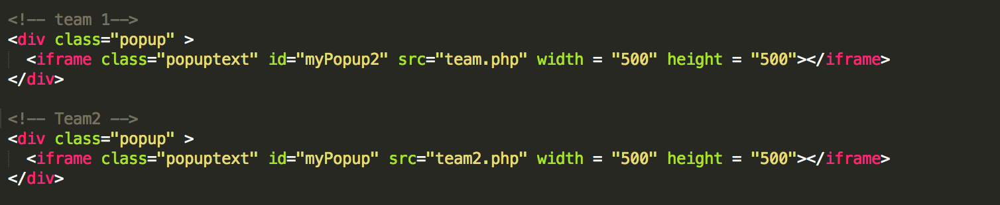 <!-- team 1-->
<div class="popup" >
<iframe class="popuptext" id="myPopup2" src="team.php" width = "500" height = "500"></iframe>
</div>
<!-- Team2 -->
<div class="popup" >
<iframe class="popuptext" id="myPopup" src="team2.php" width = "500" height = "500"></iframe>
</div>